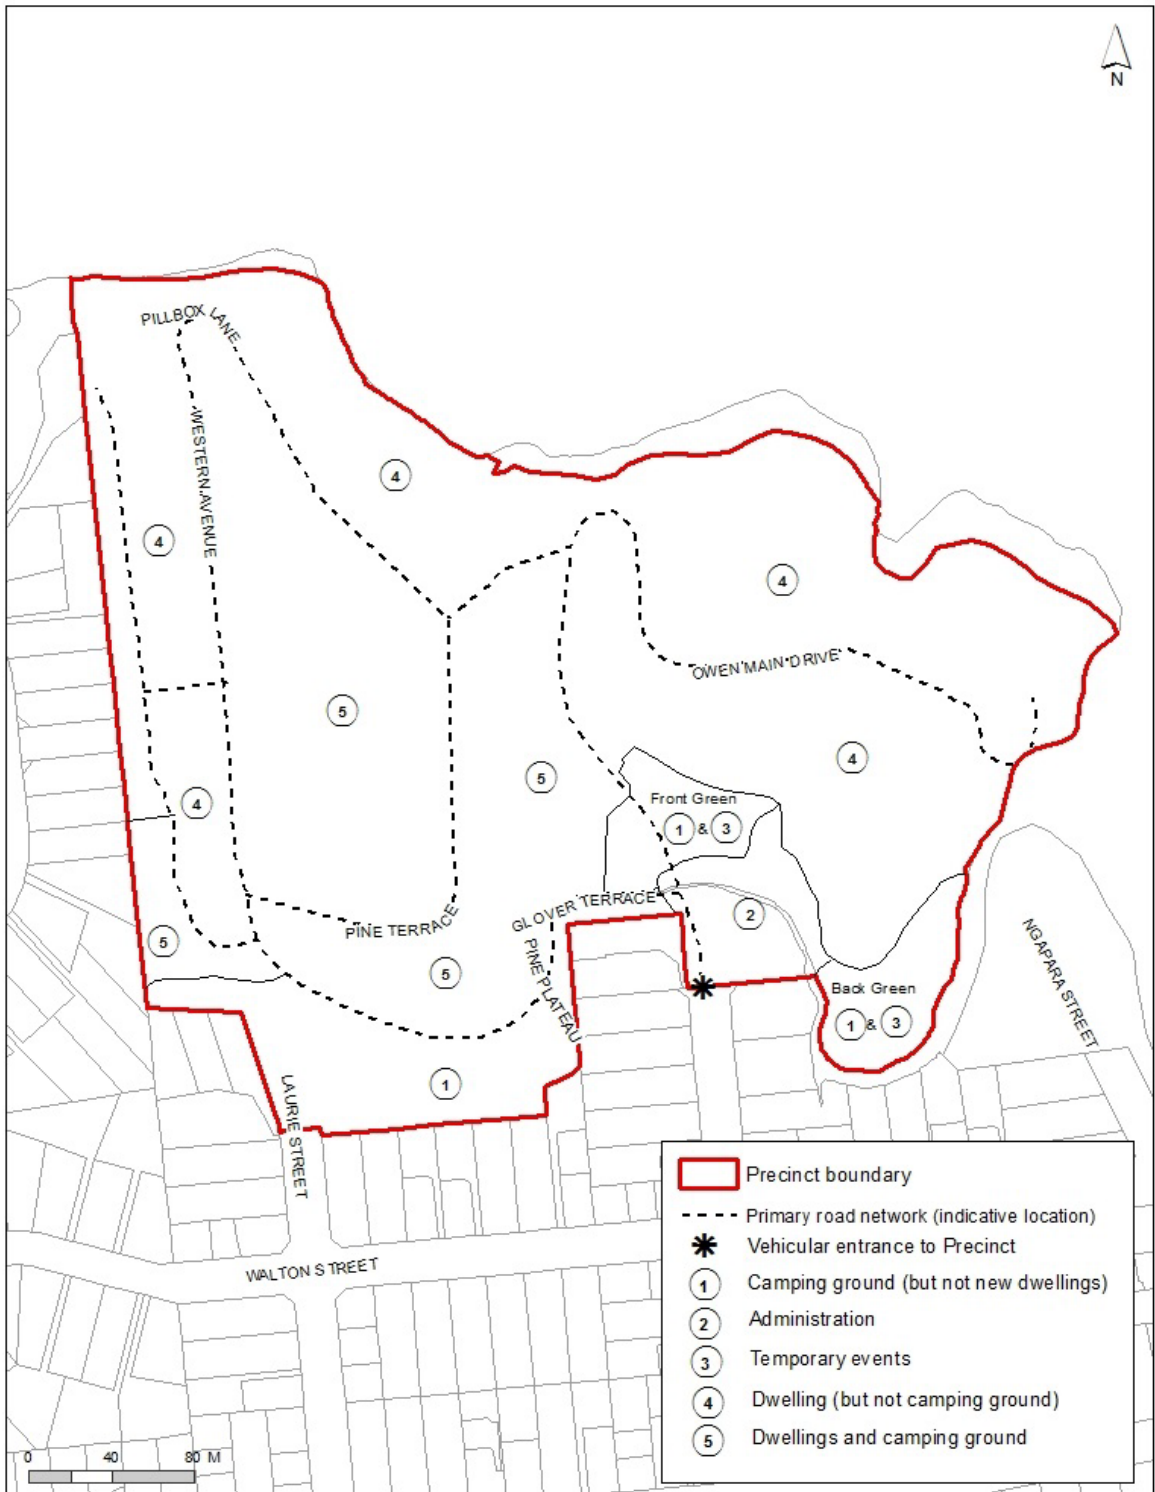 N
PILLBOX LANE
WESTERN AVENUE
4
4
4
OWEN MAIN DRIVE
5
4
5
4
Front Green
1 & 3
GLOVER TERRACE
2
PINE TERRACE
5
5
PINE PLATEAU
NGAPARA STREET
Back Green
1 & 3
1
LAURIE STREET
WALTON STREET
Precinct boundary
Primary road network (indicative location)
Vehicular entrance to Precinct
1 Camping ground (but not new dwellings)
2 Administration
3 Temporary events
4 Dwelling (but not camping ground)
5 Dwellings and camping ground
0 40 80 M